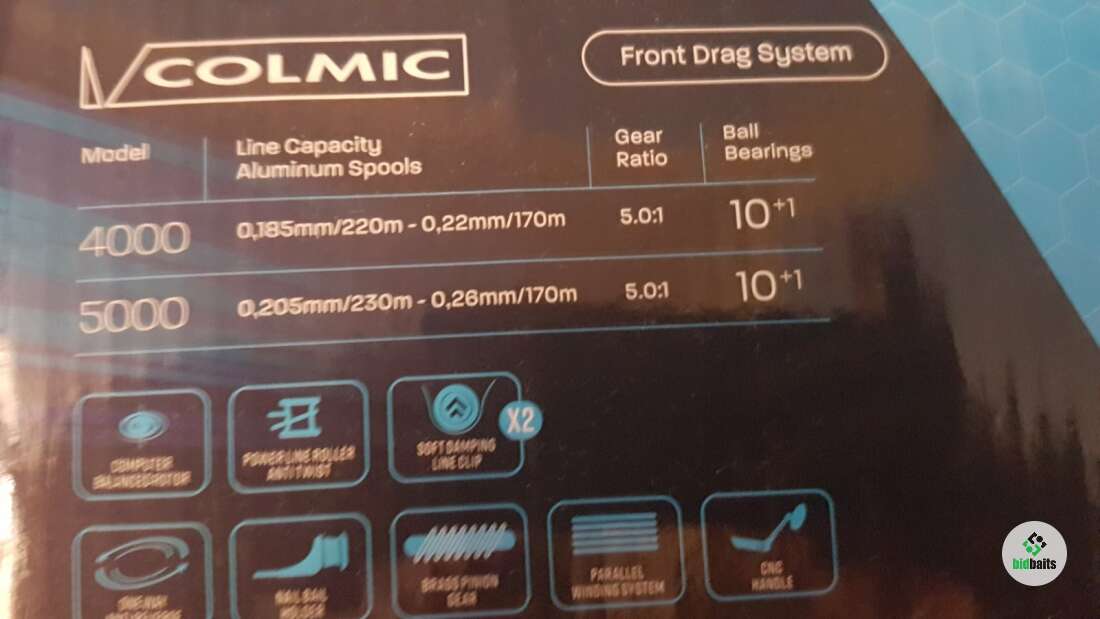 COLMIC
Front Drag System
Model
Line Capacity
Aluminum Spools
Gear
Ratio
Ball
Bearings
4000
0,185mm/220m - 0,22mm/170m
5.0:1
10+1
5000
0,205mm/230m - 0,26mm/170m
5.0:1
10+1
COMPUTER
BALANCED ROTOR
POWER LINE ROLLER
ANTITWIST
SOFT DAMPING
LINE CLIP
X2
HOLDER
BRASS PINION
GEAR
PARALLEL
WINDING SYSTEM
CNC
HANDLE
bidbaits